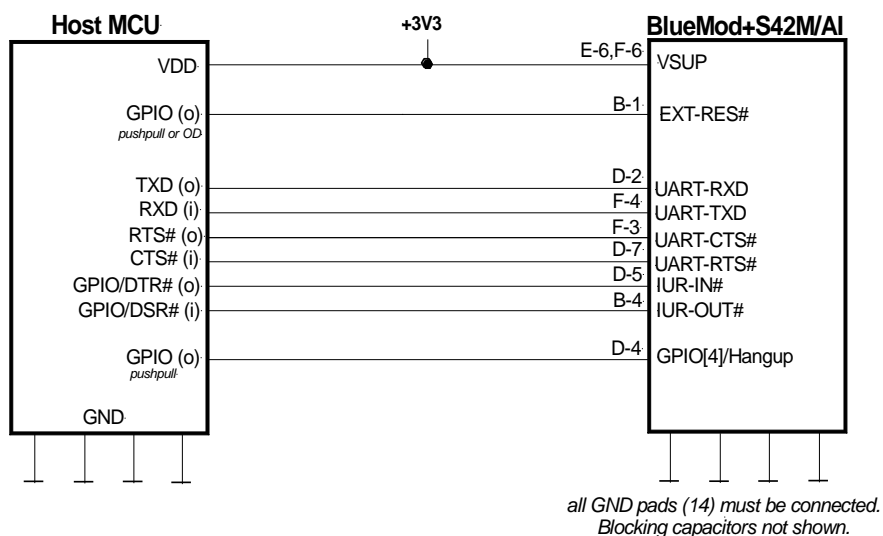 Host MCU
+3V3
BlueMod+S42M/AI
VDD
E-6,F-6
VSUP
GPIO (o)
pushpull or OD
B-1
EXT-RES#
TXD (o)
D-2
UART-RXD
RXD (i)
F-4
UART-TXD
RTS# (o)
F-3
UART-CTS#
CTS# (i)
D-7
UART-RTS#
GPIO/DTR# (o)
D-5
IUR-IN#
GPIO/DSR# (i)
B-4
IUR-OUT#
GPIO (o)
pushpull
D-4
GPIO[4]/Hangup
GND
all GND pads (14) must be connected.
Blocking capacitors not shown.